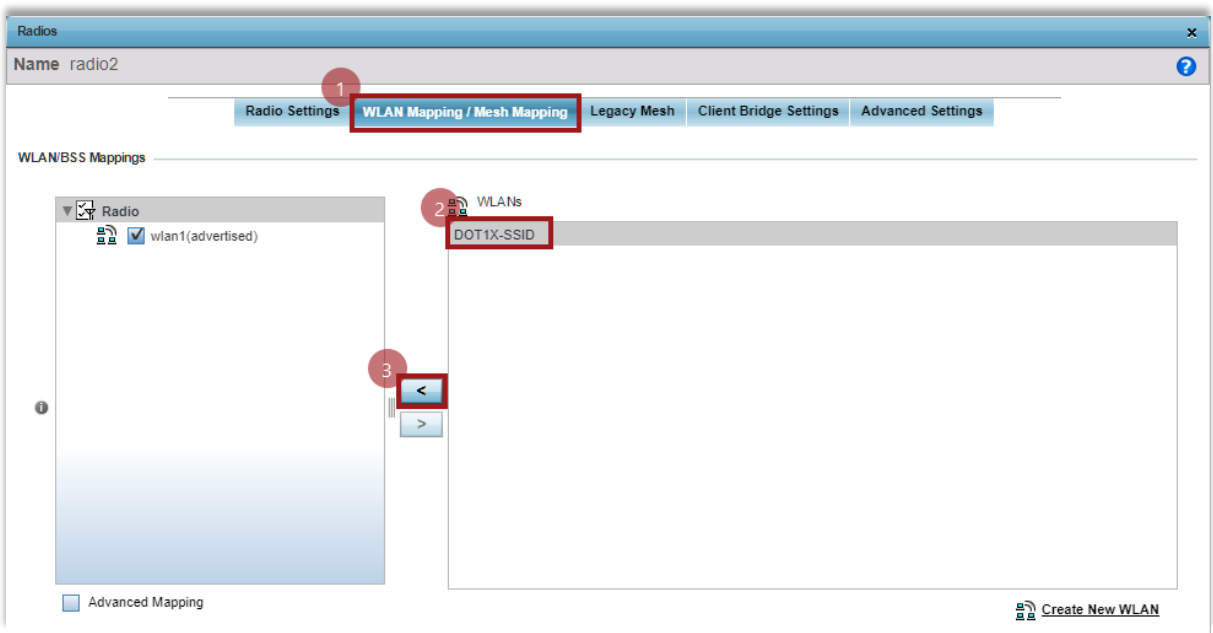 Radios
Name radio2
1
Radio Settings WLAN Mapping / Mesh Mapping Legacy Mesh Client Bridge Settings Advanced Settings
WLAN/BSS Mappings
Radio
wlan1(advertised)
2
WLANs
DOT1X-SSID
3
<
>
Advanced Mapping
Create New WLAN